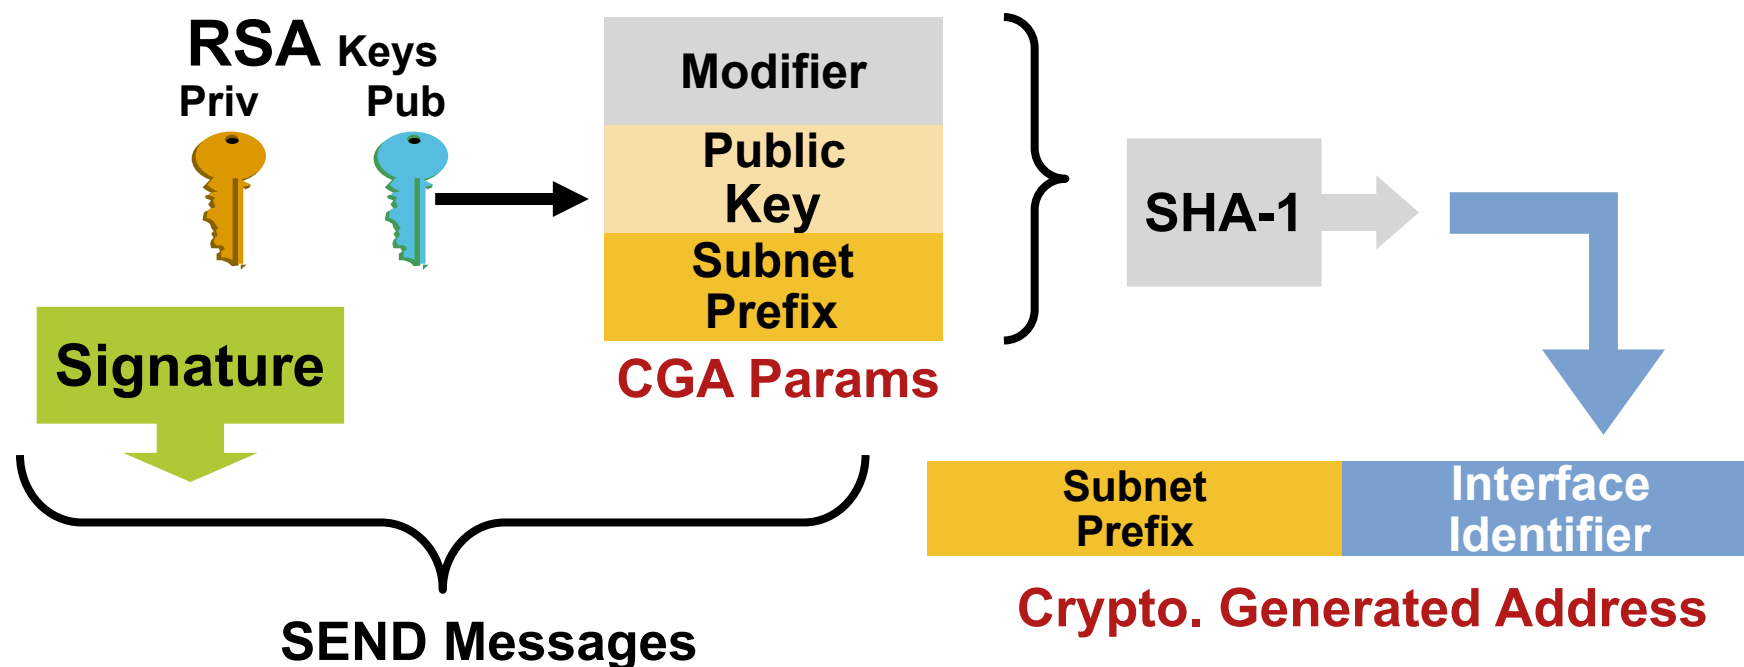 RSA Keys
Priv
Pub
Modifier
Public
Key
Subnet
Prefix
CGA Params
SHA-1
Signature
Subnet
Prefix
Interface
Identifier
Crypto. Generated Address
SEND Messages